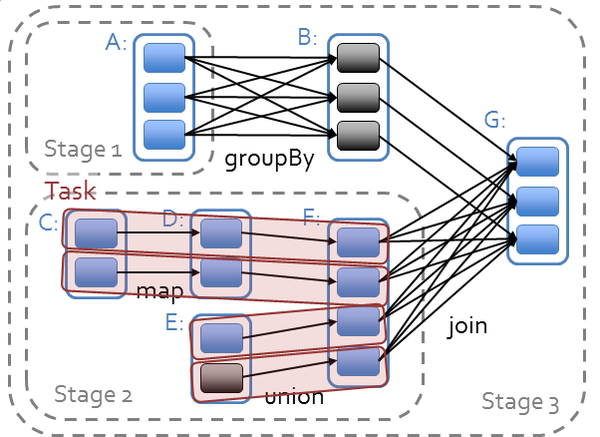 A:
B:
Stage 1
groupBy
G:
Task
C:
D:
F:
map
E:
join
Stage 2
union
Stage 3